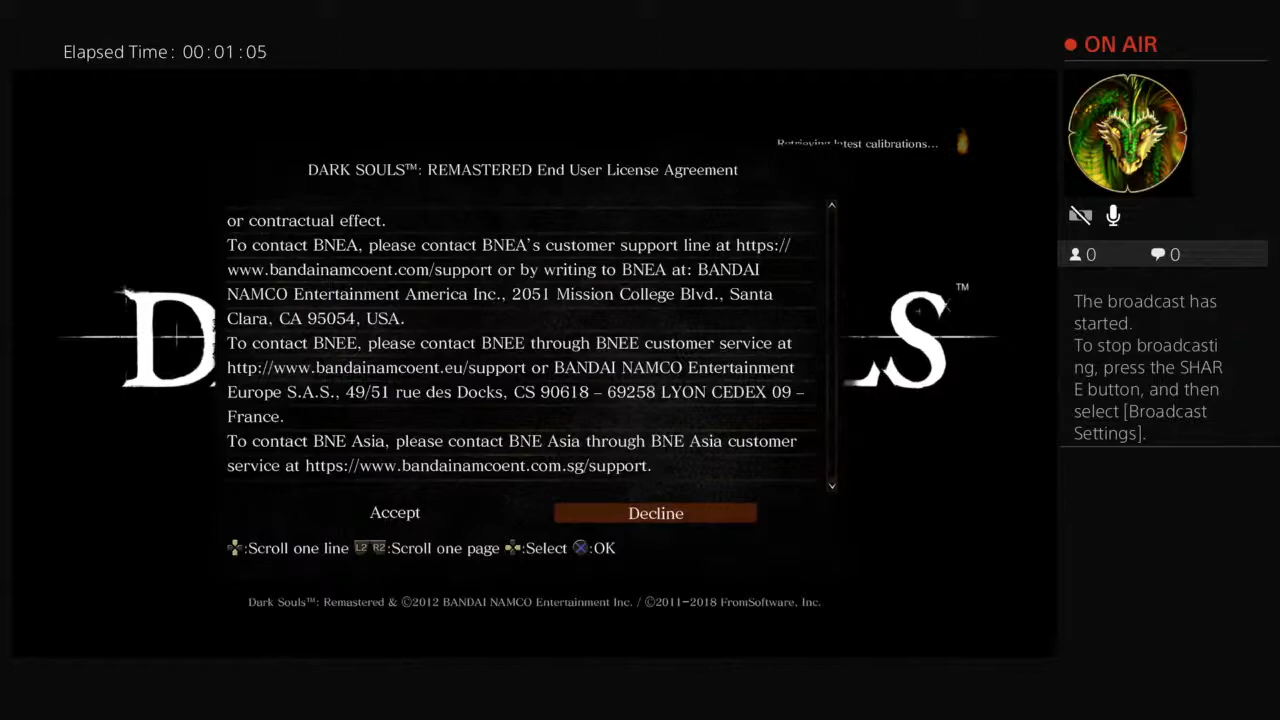 Elapsed Time: 00:01:05
ON AIR
latest calibrations...
DARK SOULS™: REMASTERED End User License Agreement
or contractual effect.
To contact BNEA, please contact BNEA's customer support line at https://
www.bandainamcoent.com/support or by writing to BNEA at: BANDAI
NAMCO Entertainment America Inc., 2051 Mission College Blvd., Santa
Clara, CA 95054, USA.
To contact BNEE, please contact BNEE through BNEE customer service at
http://www.bandainamcoent.eu/support or BANDAI NAMCO Entertainment
Europe S.A.S., 49/51 rue des Docks, CS 90618 – 69258 LYON CEDEX 09 –
France.
To contact BNE Asia, please contact BNE Asia through BNE Asia customer
service at https://www.bandainamcoent.com.sg/support.
D LS™
Accept Decline
:Scroll one line L2 R2:Scroll one page :Select :OK
Dark Souls™: Remastered & ©2012 BANDAI NAMCO Entertainment Inc. / ©2011-2018 FromSoftware, Inc.
0 0
The broadcast has
started.
To stop broadcasti
ng, press the SHAR
E button, and then
select [Broadcast
Settings].